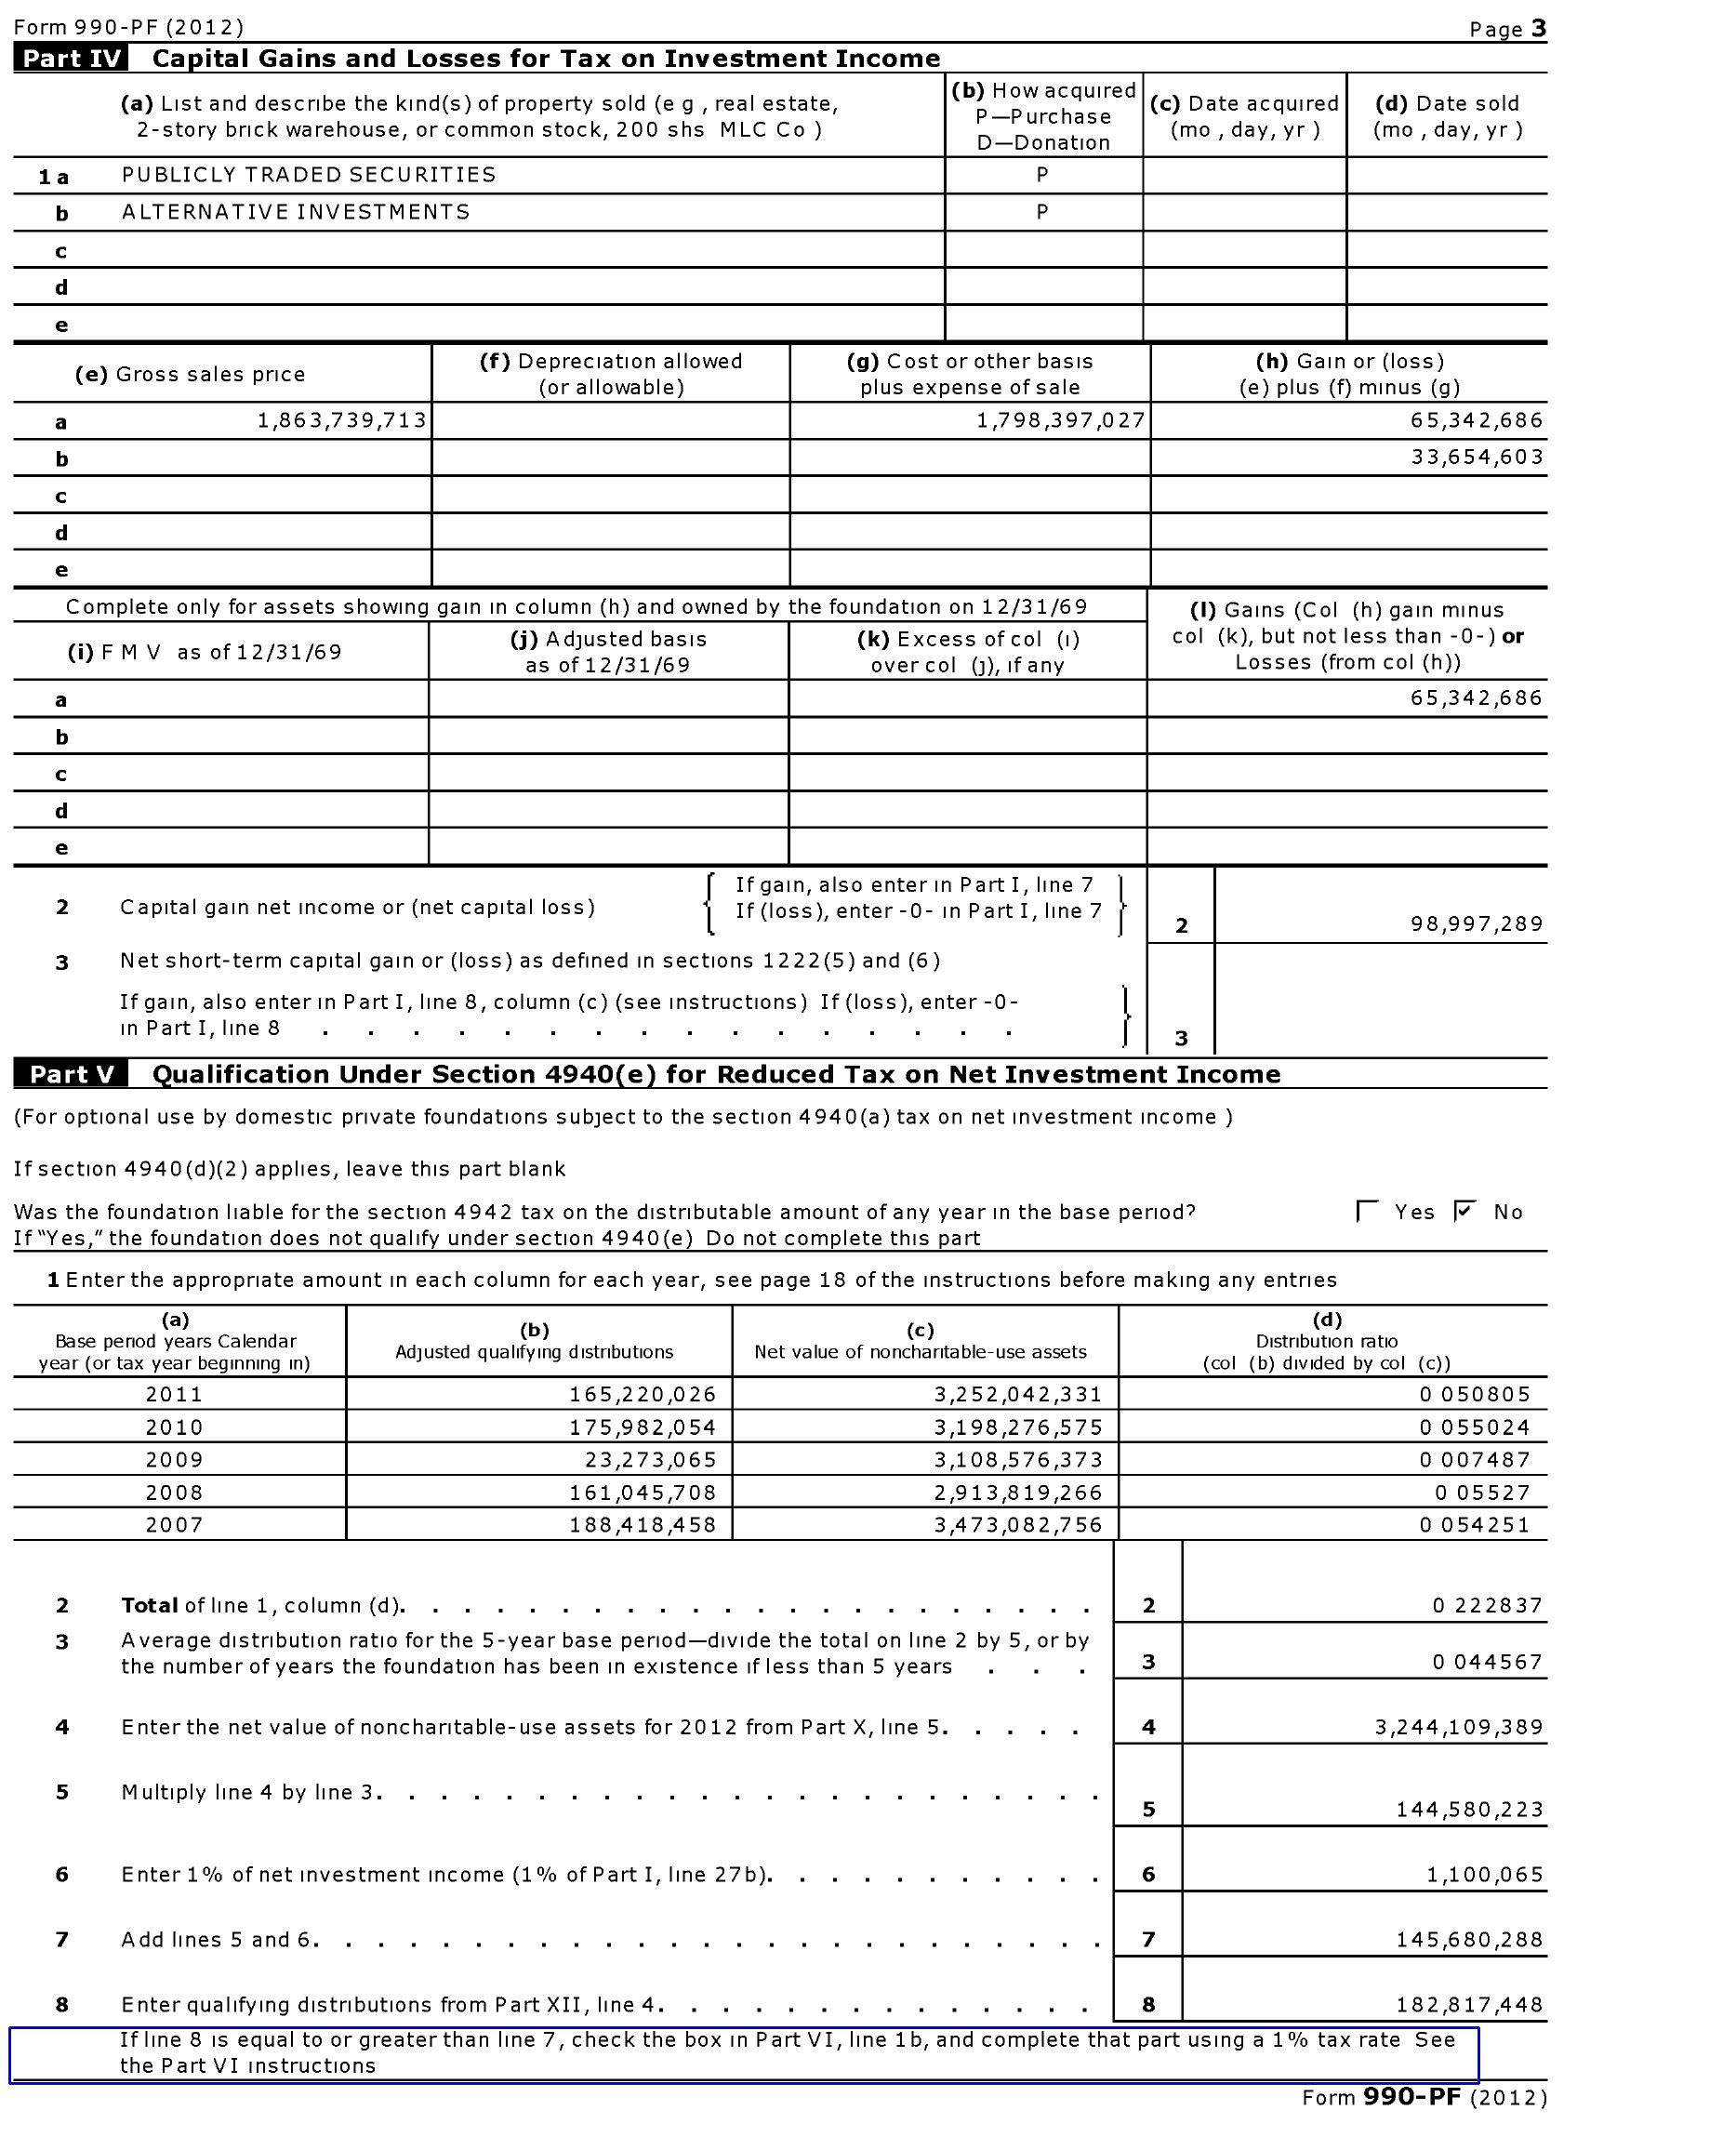 Form 990-PF (2012)
Page 3
Part IV Capital Gains and Losses for Tax on Investment Income
(a) List and describe the kind(s) of property sold (e g , real estate,
2-story brick warehouse, or common stock, 200 shs MLC Co )
(b) How acquired
P—Purchase
D—Donation
(c) Date acquired
(mo , day, yr )
(d) Date sold
(mo , day, yr )
1a PUBLICLY TRADED SECURITIES P
b ALTERNATIVE INVESTMENTS P
c
d
e
(e) Gross sales price
(f) Depreciation allowed
(or allowable)
(g) Cost or other basis
plus expense of sale
(h) Gain or (loss)
(e) plus (f) minus (g)
a 1,863,739,713 1,798,397,027 65,342,686
b 33,654,603
c
d
e
Complete only for assets showing gain in column (h) and owned by the foundation on 12/31/69
(i) F M V as of 12/31/69
(j) Adjusted basis
as of 12/31/69
(k) Excess of col (i)
over col (j), if any
(l) Gains (Col (h) gain minus
col (k), but not less than -0-) or
Losses (from col (h))
a 65,342,686
b
c
d
e
2 Capital gain net income or (net capital loss)
If gain, also enter in Part I, line 7
If (loss), enter -0- in Part I, line 7
2 98,997,289
3 Net short-term capital gain or (loss) as defined in sections 1222(5) and (6)
If gain, also enter in Part I, line 8, column (c) (see instructions) If (loss), enter -0-
in Part I, line 8 . . . . . . . . . . . . . . . . 3
Part V Qualification Under Section 4940(e) for Reduced Tax on Net Investment Income
(For optional use by domestic private foundations subject to the section 4940(a) tax on net investment income )
If section 4940(d)(2) applies, leave this part blank
Was the foundation liable for the section 4942 tax on the distributable amount of any year in the base period? Yes ✓ No
If "Yes," the foundation does not qualify under section 4940(e) Do not complete this part
1 Enter the appropriate amount in each column for each year, see page 18 of the instructions before making any entries
(a)
Base period years Calendar
year (or tax year beginning in)
(b)
Adjusted qualifying distributions
(c)
Net value of noncharitable-use assets
(d)
Distribution ratio
(col (b) divided by col (c))
2011 165,220,026 3,252,042,331 0 050805
2010 175,982,054 3,198,276,575 0 055024
2009 23,273,065 3,108,576,373 0 007487
2008 161,045,708 2,913,819,266 0 05527
2007 188,418,458 3,473,082,756 0 054251
2 Total of line 1, column (d). . . . . . . . . . . . . . . . . . . . . . 2 0 222837
3 Average distribution ratio for the 5-year base period—divide the total on line 2 by 5, or by
the number of years the foundation has been in existence if less than 5 years . . . 3 0 044567
4 Enter the net value of noncharitable-use assets for 2012 from Part X, line 5. . . . . 4 3,244,109,389
5 Multiply line 4 by line 3. . . . . . . . . . . . . . . . . . . . . . . 5 144,580,223
6 Enter 1% of net investment income (1% of Part I, line 27b). . . . . . . . . . . 6 1,100,065
7 Add lines 5 and 6. . . . . . . . . . . . . . . . . . . . . . . . . 7 145,680,288
8 Enter qualifying distributions from Part XII, line 4. . . . . . . . . . . . . . 8 182,817,448
If line 8 is equal to or greater than line 7, check the box in Part VI, line 1b, and complete that part using a 1% tax rate See
the Part VI instructions
Form 990-PF (2012)